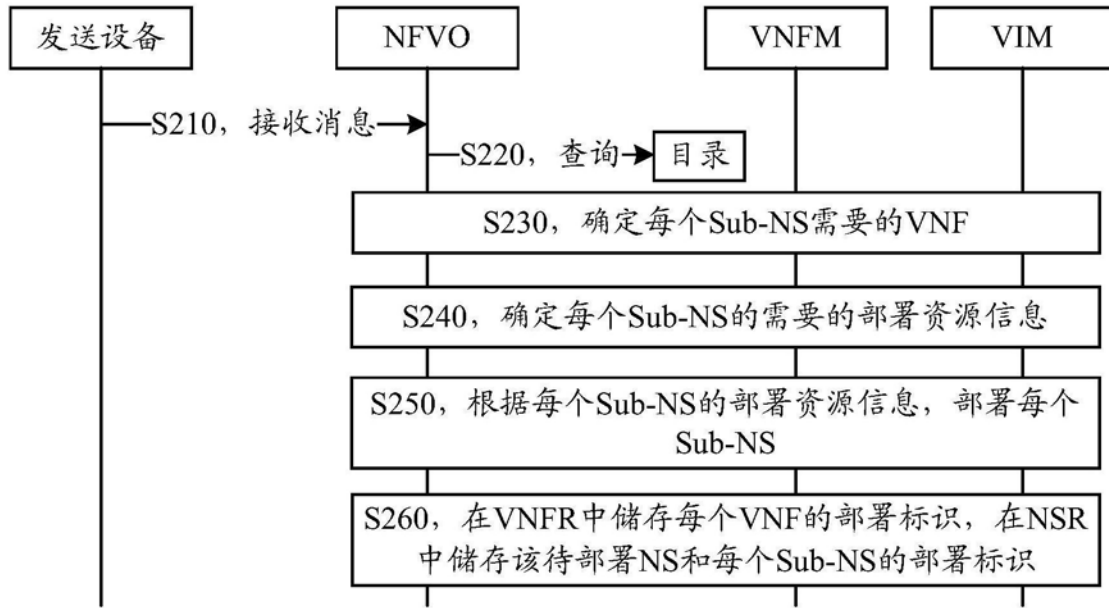 发送设备
NFVO
VNFM
VIM
S210，接收消息
S220，查询
目录
S230，确定每个Sub-NS需要的VNF
S240，确定每个Sub-NS的需要的部署资源信息
S250，根据每个Sub-NS的部署资源信息，部署每个
Sub-NS
S260，在VNFR中储存每个VNF的部署标识，在NSR
中储存该待部署NS和每个Sub-NS的部署标识